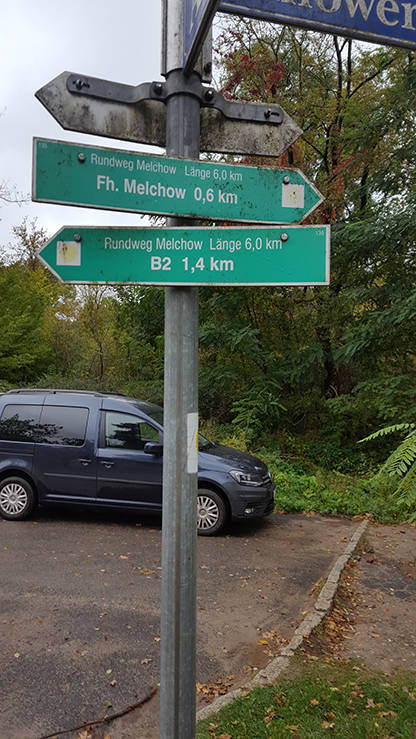 Rundweg Melchow Länge 6,0 km
Fh. Melchow 0,6 km
Rundweg Melchow Länge 6,0 km
B2 1,4 km